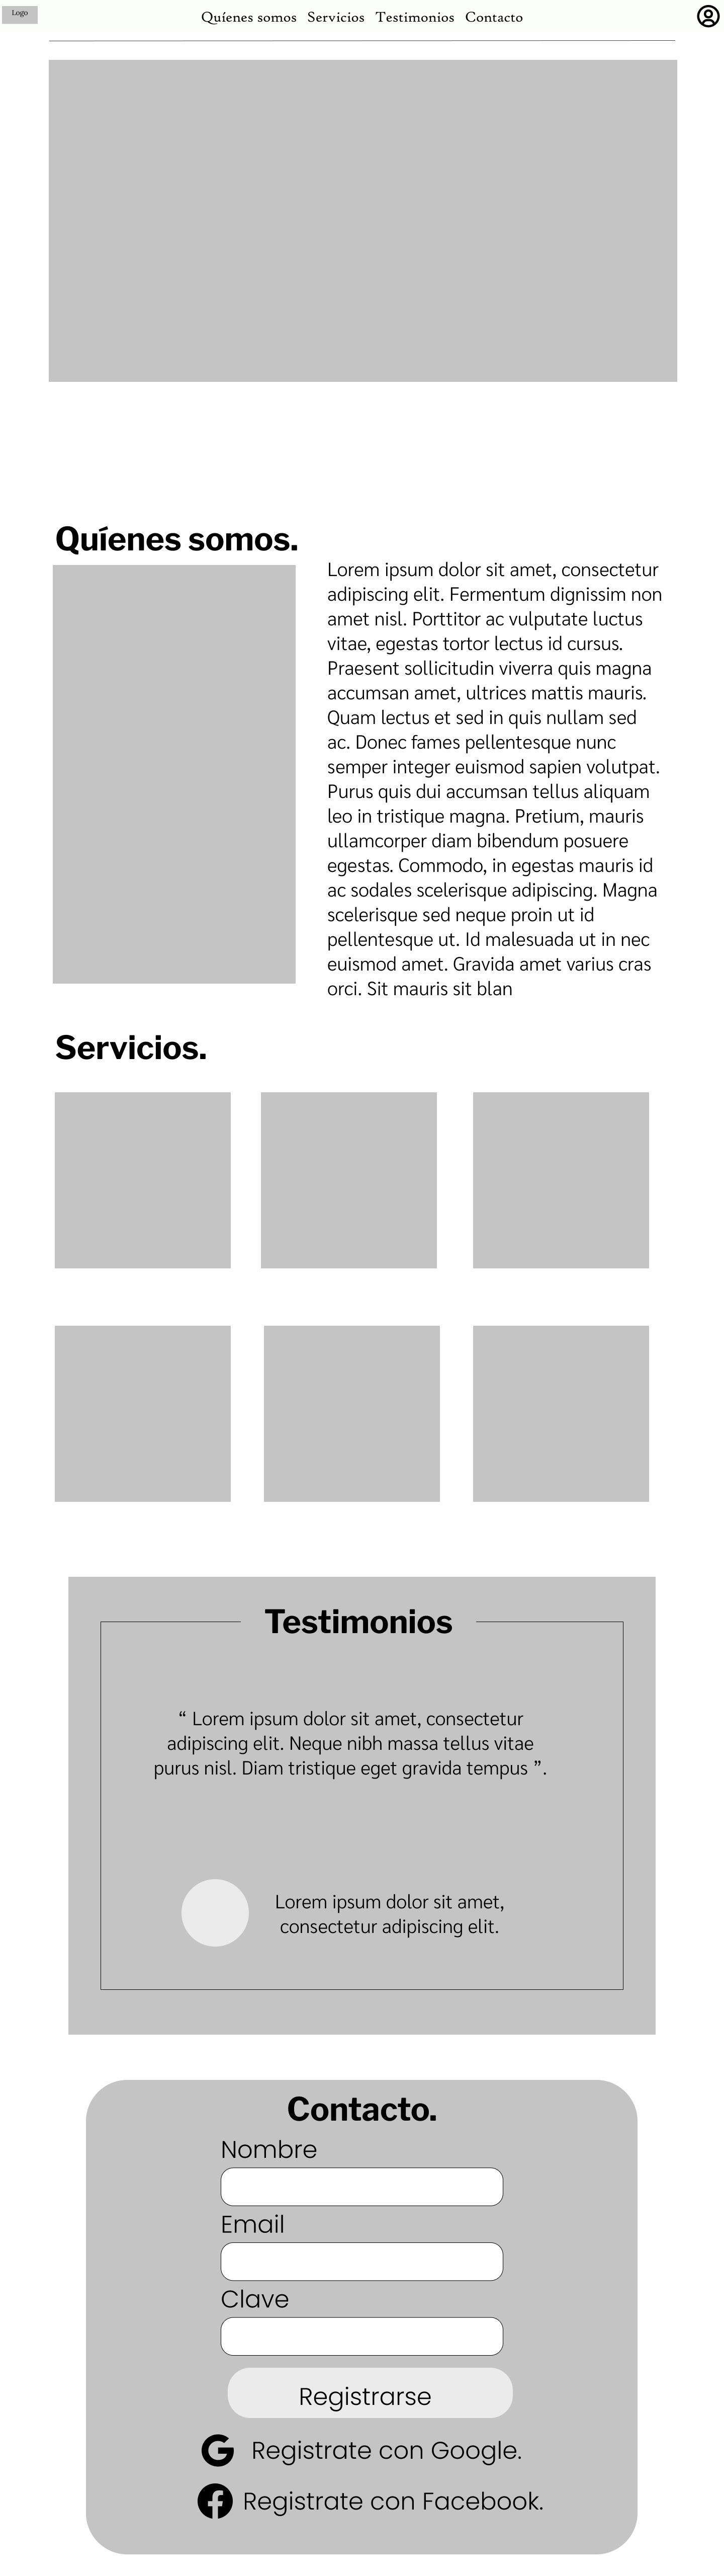 Logo
Quíenes somos Servicios Testimonios Contacto
Quíenes somos.
Lorem ipsum dolor sit amet, consectetur
adipiscing elit. Fermentum dignissim non
amet nisl. Porttitor ac vulputate luctus
vitae, egestas tortor lectus id cursus.
Praesent sollicitudin viverra quis magna
accumsan amet, ultrices mattis mauris.
Quam lectus et sed in quis nullam sed
ac. Donec fames pellentesque nunc
semper integer euismod sapien volutpat.
Purus quis dui accumsan tellus aliquam
leo in tristique magna. Pretium, mauris
ullamcorper diam bibendum posuere
egestas. Commodo, in egestas mauris id
ac sodales scelerisque adipiscing. Magna
scelerisque sed neque proin ut id
pellentesque ut. Id malesuada ut in nec
euismod amet. Gravida amet varius cras
orci. Sit mauris sit blan
Servicios.
Testimonios
“ Lorem ipsum dolor sit amet, consectetur
adipiscing elit. Neque nibh massa tellus vitae
purus nisl. Diam tristique eget gravida tempus ”.
Lorem ipsum dolor sit amet,
consectetur adipiscing elit.
Contacto.
Nombre
Email
Clave
Registrarse
Registrate con Google.
Registrate con Facebook.